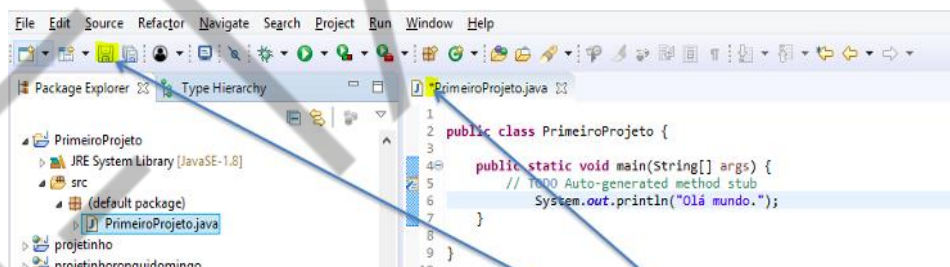 File Edit Source Refactor Navigate Search Project Run Window Help
Package Explorer Type Hierarchy
*PrimeiroProjeto.java
PrimeiroProjeto
JRE System Library [JavaSE-1.8]
src
(default package)
PrimeiroProjeto.java
projetinho
projetinhoronquidomingo
1
2 public class PrimeiroProjeto {
3
4 public static void main(String[] args) {
5 // TODO Auto-generated method stub
6 System.out.println("Olá mundo.");
7 }
8
9 }